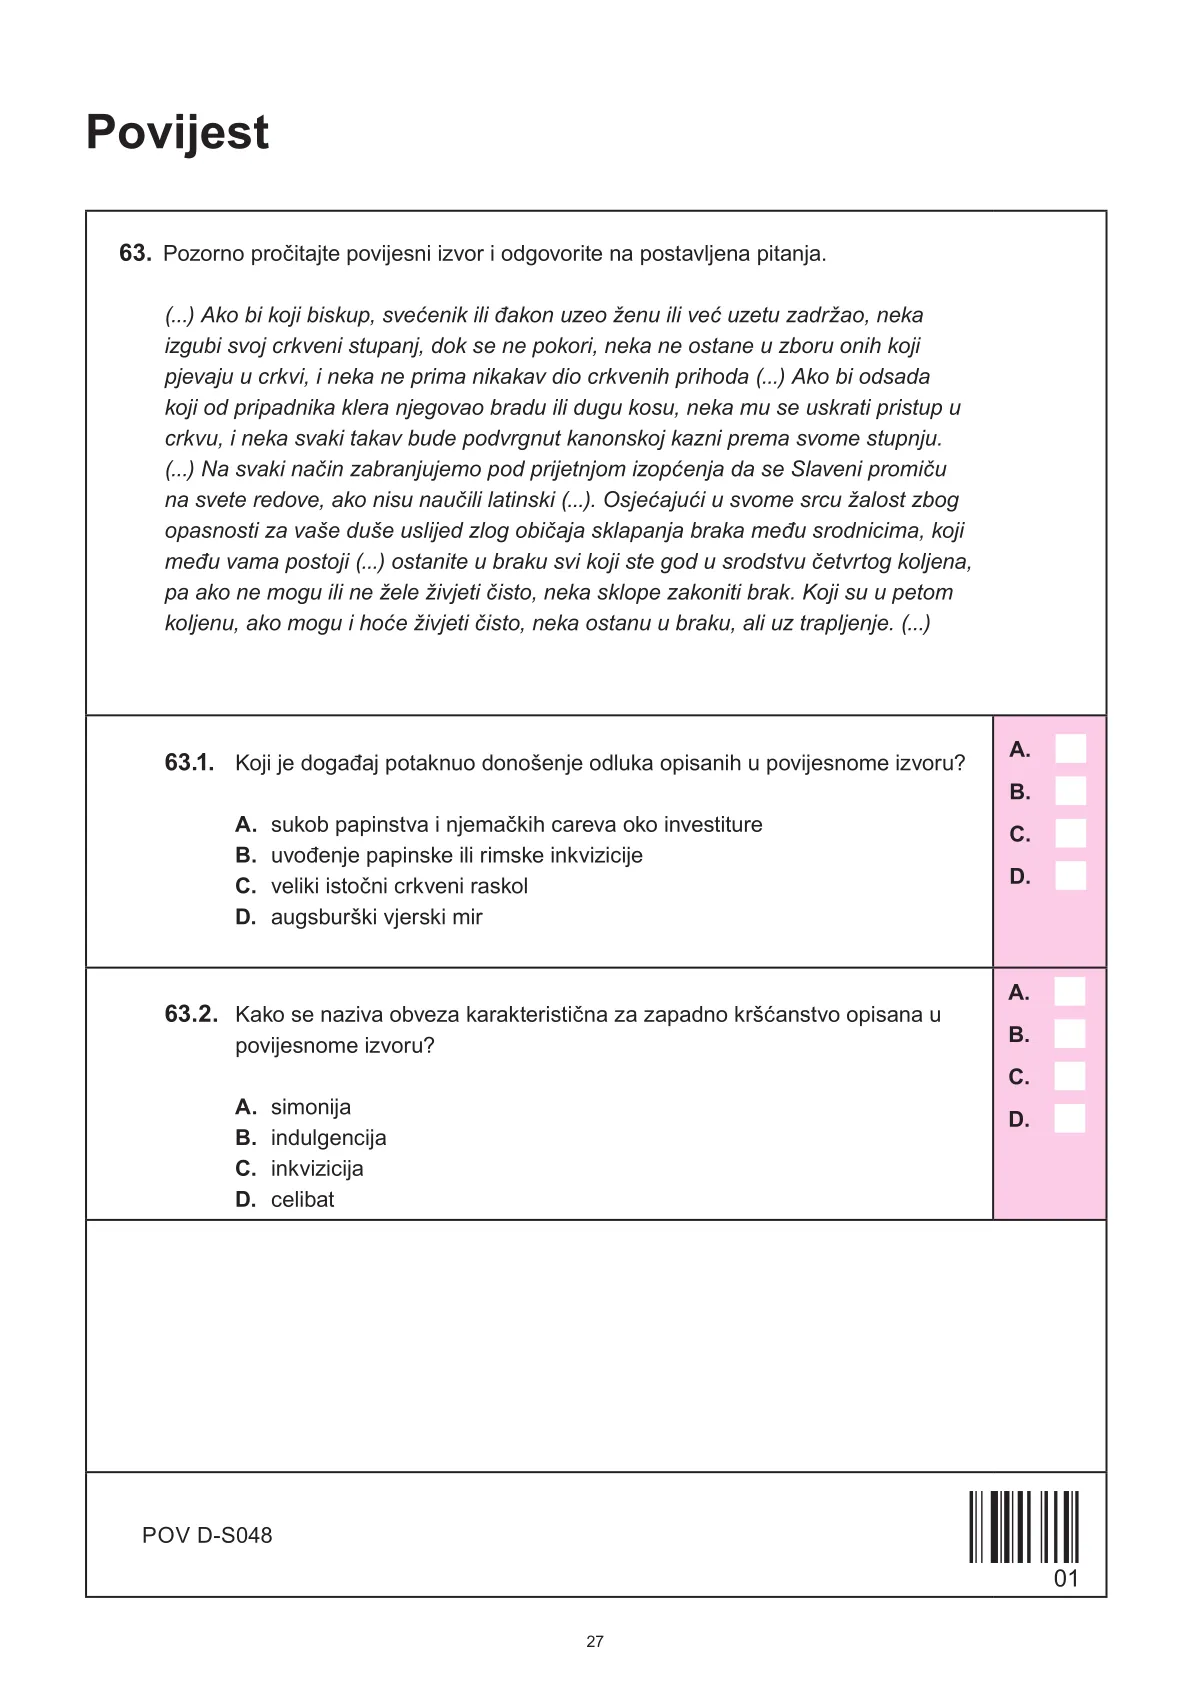 Povijest
63. Pozorno pročitajte povijesni izvor i odgovorite na postavljena pitanja.
(...) Ako bi koji biskup, svećenik ili đakon uzeo ženu ili već uzetu zadržao, neka
izgubi svoj crkveni stupanj, dok se ne pokori, neka ne ostane u zboru onih koji
pjevaju u crkvi, i neka ne prima nikakav dio crkvenih prihoda (...) Ako bi odsada
koji od pripadnika klera njegovao bradu ili dugu kosu, neka mu se uskrati pristup u
crkvu, i neka svaki takav bude podvrgnut kanonskoj kazni prema svome stupnju.
(...) Na svaki način zabranjujemo pod prijetnjom izopćenja da se Slaveni promiču
na svete redove, ako nisu naučili latinski (...). Osjećajući u svome srcu žalost zbog
opasnosti za vaše duše uslijed zlog običaja sklapanja braka među srodnicima, koji
među vama postoji (...) ostanite u braku svi koji ste god u srodstvu četvrtog koljena,
pa ako ne mogu ili ne žele živjeti čisto, neka sklope zakoniti brak. Koji su u petom
koljenu, ako mogu i hoće živjeti čisto, neka ostanu u braku, ali uz trapljenje. (...)
63.1. Koji je događaj potaknuo donošenje odluka opisanih u povijesnome izvoru?
A. sukob papinstva i njemačkih careva oko investiture
B. uvođenje papinske ili rimske inkvizicije
C. veliki istočni crkveni raskol
D. augsburški vjerski mir
A.
B.
C.
D.
63.2. Kako se naziva obveza karakteristična za zapadno kršćanstvo opisana u
povijesnome izvoru?
A. simonija
B. indulgencija
C. inkvizicija
D. celibat
A.
B.
C.
D.
POV D-S048
01
27